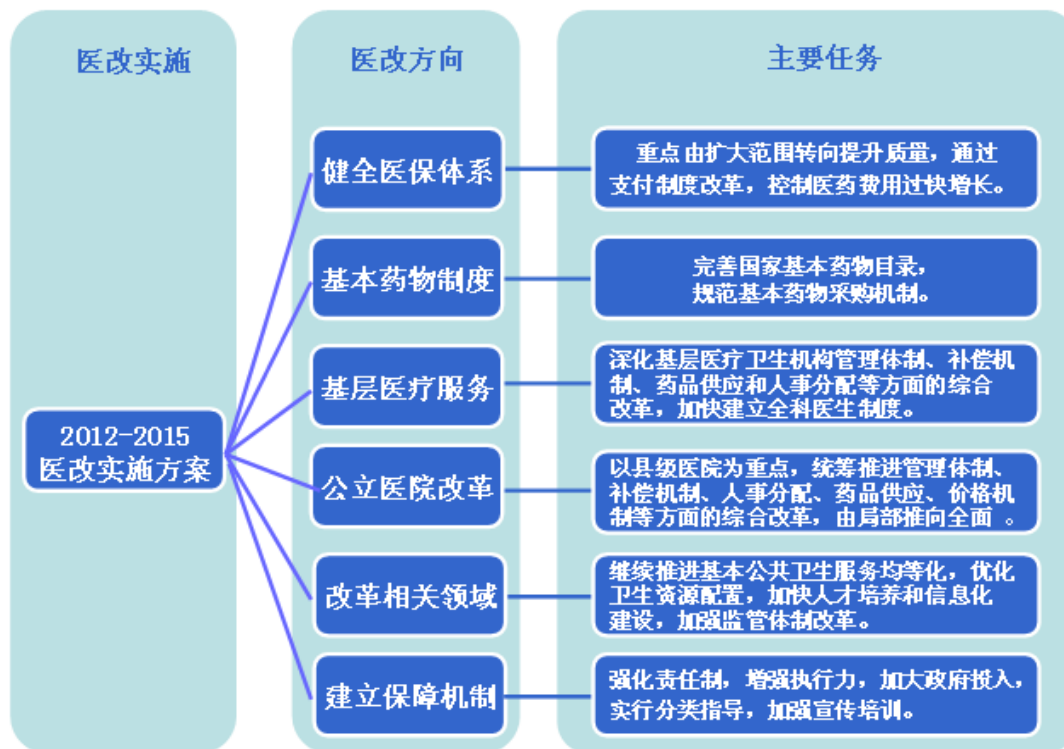 医改实施
医改方向
主要任务
2012-2015
医改实施方案
健全医保体系
重点由扩大范围转向提升质量，通过
支付制度改革，控制医药费用过快增长。
基本药物制度
完善国家基本药物目录，
规范基本药物采购机制。
基层医疗服务
深化基层医疗卫生机构管理体制、补偿机
制、药品供应和人事分配等方面的综合
改革，加快建立全科医生制度。
公立医院改革
以县级医院为重点，统筹推进管理体制、
补偿机制、人事分配、药品供应、价格机
制等方面的综合改革，由局部推向全面 。
改革相关领域
继续推进基本公共卫生服务均等化，优化
卫生资源配置，加快人才培养和信息化
建设，加强监管体制改革。
建立保障机制
强化责任制，增强执行力，加大政府投入，
实行分类指导，加强宣传培训。